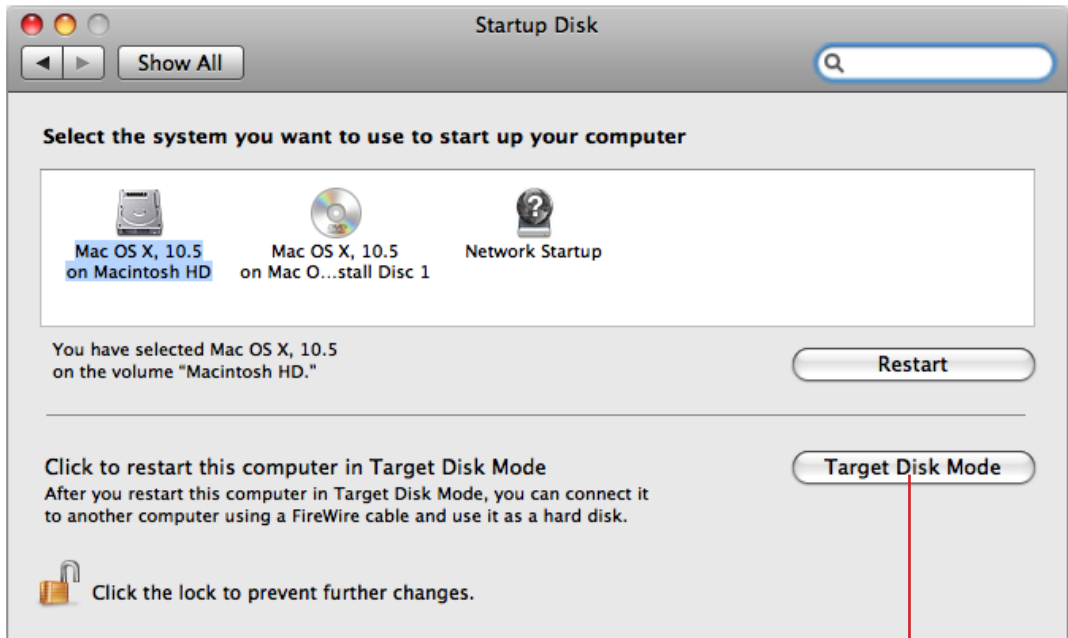 Startup Disk
Show All
Select the system you want to use to start up your computer
Mac OS X, 10.5
on Macintosh HD
Mac OS X, 10.5
on Mac O...stall Disc 1
Network Startup
You have selected Mac OS X, 10.5
on the volume “Macintosh HD.”
Restart
Click to restart this computer in Target Disk Mode
After you restart this computer in Target Disk Mode, you can connect it
to another computer using a FireWire cable and use it as a hard disk.
Target Disk Mode
Click the lock to prevent further changes.